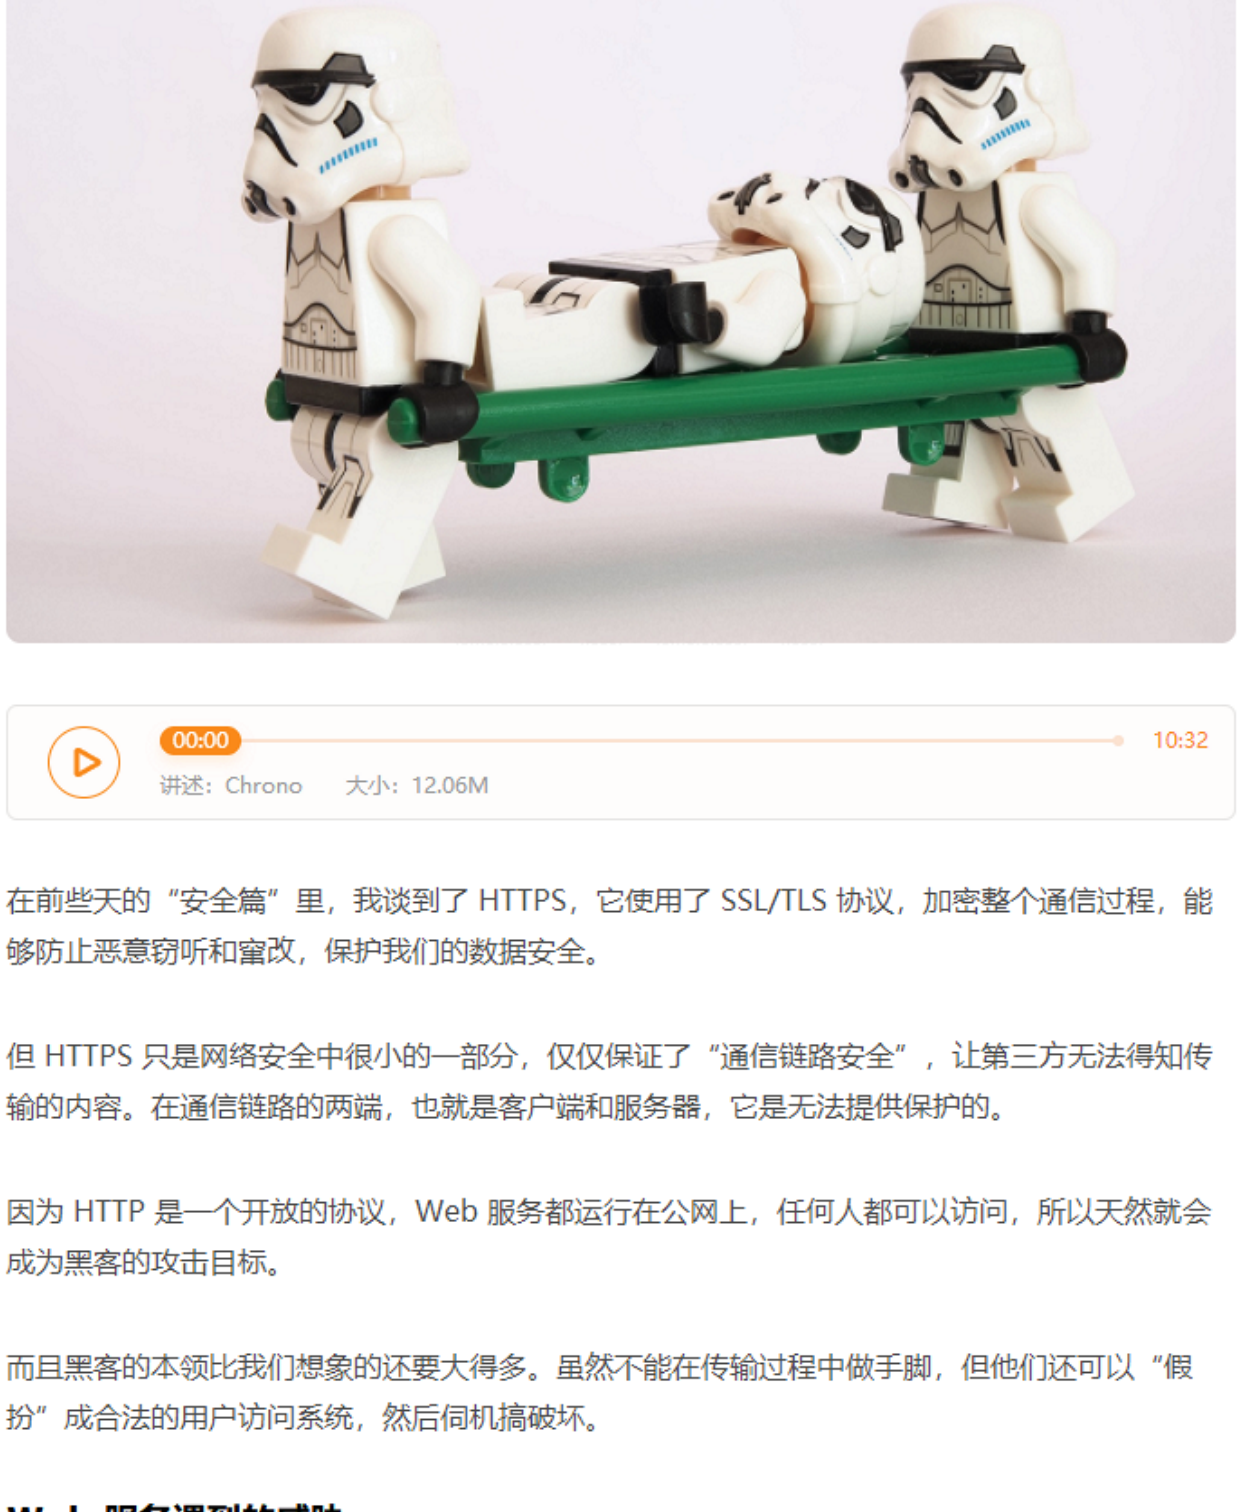 00:00
10:32
讲述：Chrono 大小：12.06M
在前些天的“安全篇”里，我谈到了 HTTPS，它使用了 SSL/TLS 协议，加密整个通信过程，能
够防止恶意窃听和窜改，保护我们的数据安全。
但 HTTPS 只是网络安全中很小的一部分，仅仅保证了“通信链路安全”，让第三方无法得知传
输的内容。在通信链路的两端，也就是客户端和服务器，它是无法提供保护的。
因为 HTTP 是一个开放的协议，Web 服务都运行在公网上，任何人都可以访问，所以天然就会
成为黑客的攻击目标。
而且黑客的本领比我们想象的还要大得多。虽然不能在传输过程中做手脚，但他们还可以“假
扮”成合法的用户访问系统，然后伺机搞破坏。
Web 服务遇到的威胁